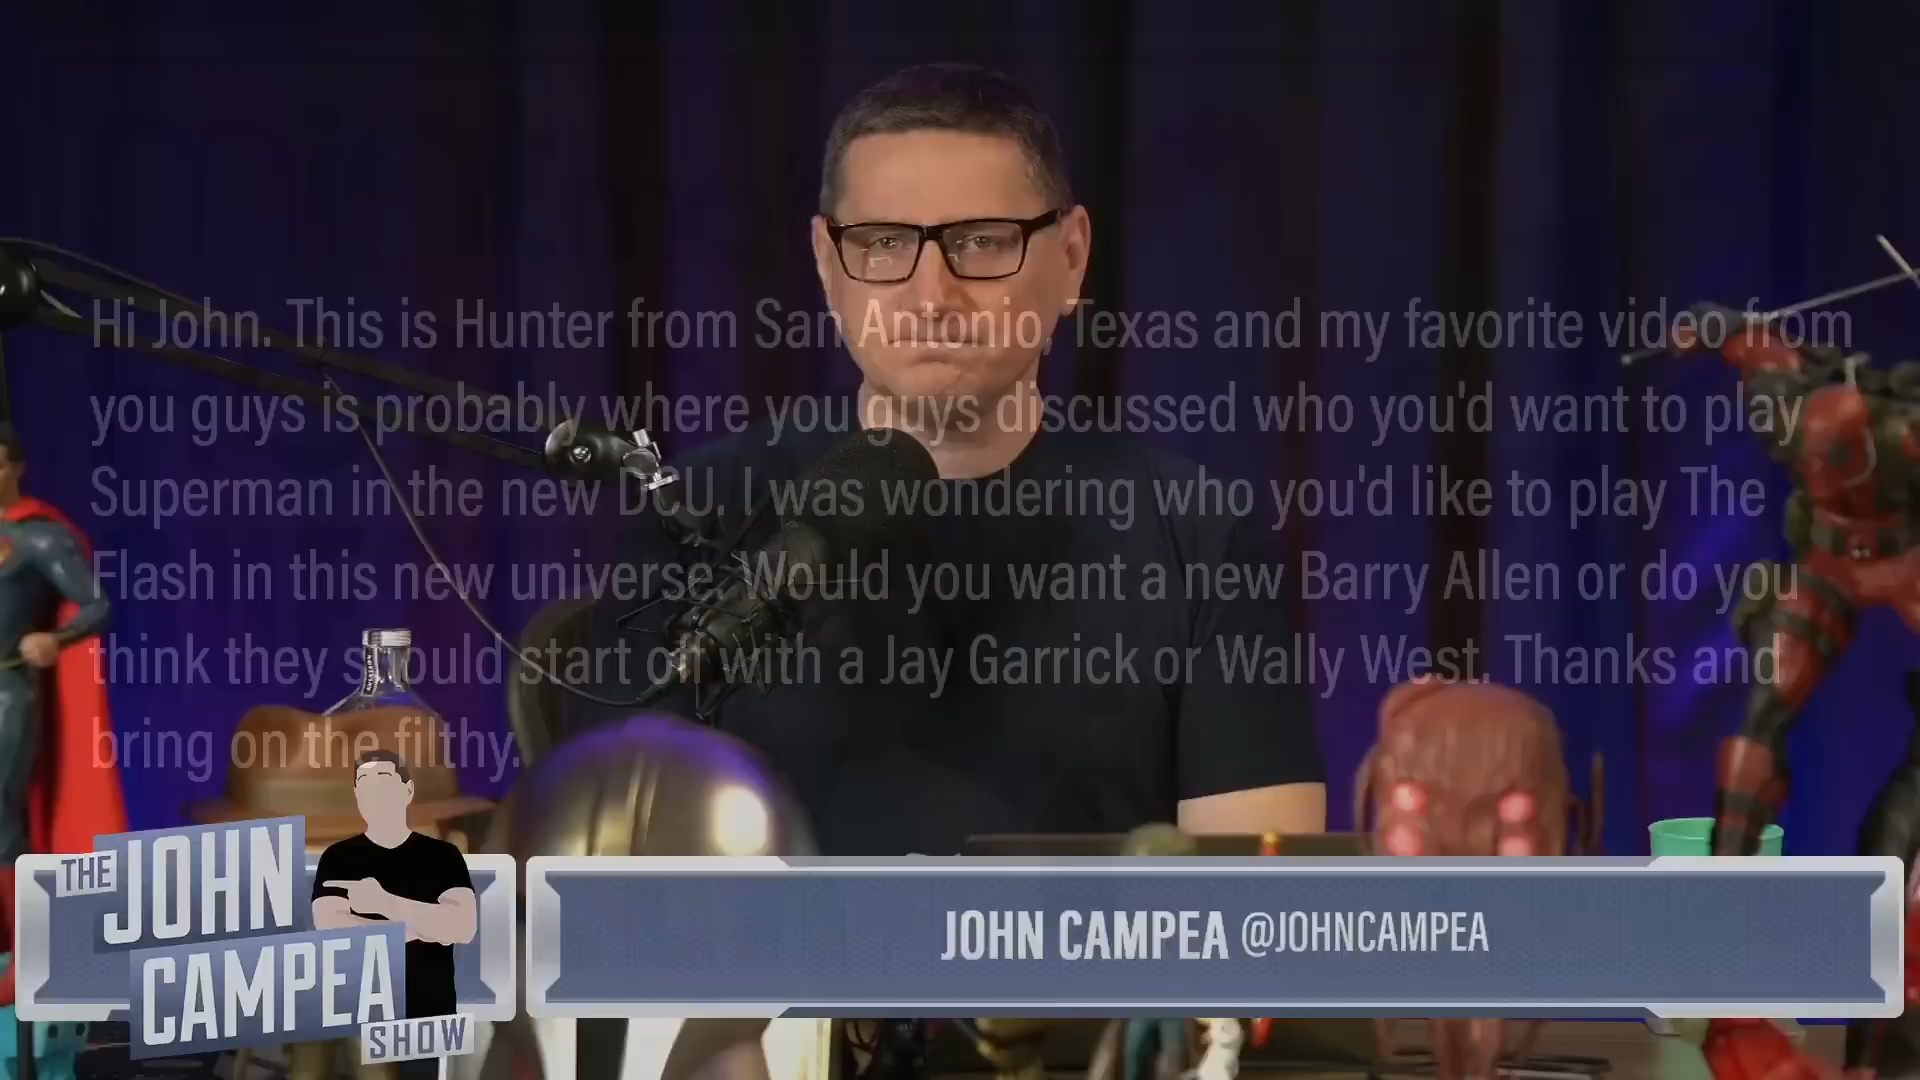 Hi John. This is Hunter from San Antonio, Texas and my favorite video from
you guys is probably where you guys discussed who you'd want to play
Superman in the new DCU. I was wondering who you'd like to play The
Flash in this new universe. Would you want a new Barry Allen or do you
think they should start off with a Jay Garrick or Wally West. Thanks and
bring on the filthy.
THE
JOHN
CAMPEA
SHOW
JOHN CAMPEA @JOHNCAMPEA